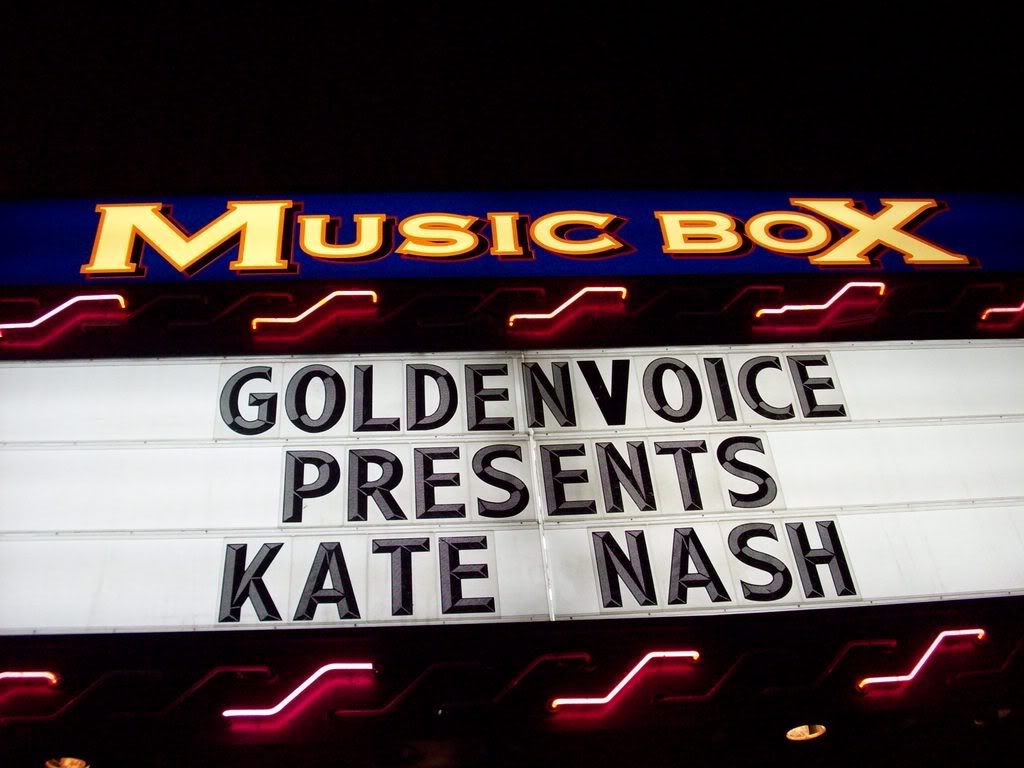 MUSIC BOX
GOLDENVOICE
PRESENTS
KATE NASH